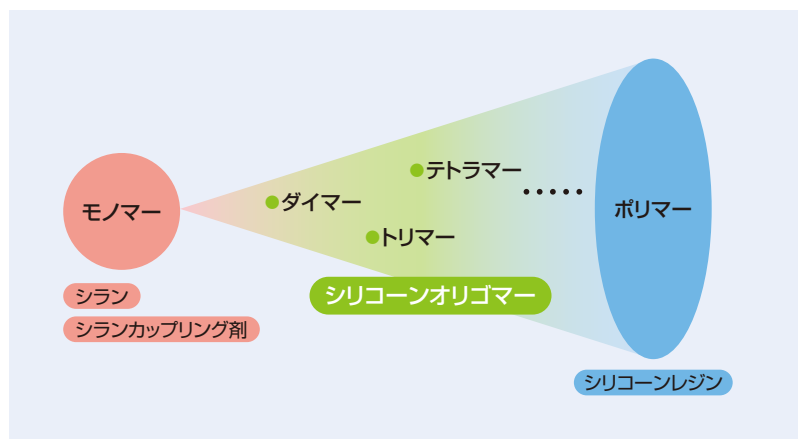 モノマー
シラン
シランカップリング剤
ダイマー
トリマー
テトラマー
シリコーンオリゴマー
ポリマー
シリコーンレジン